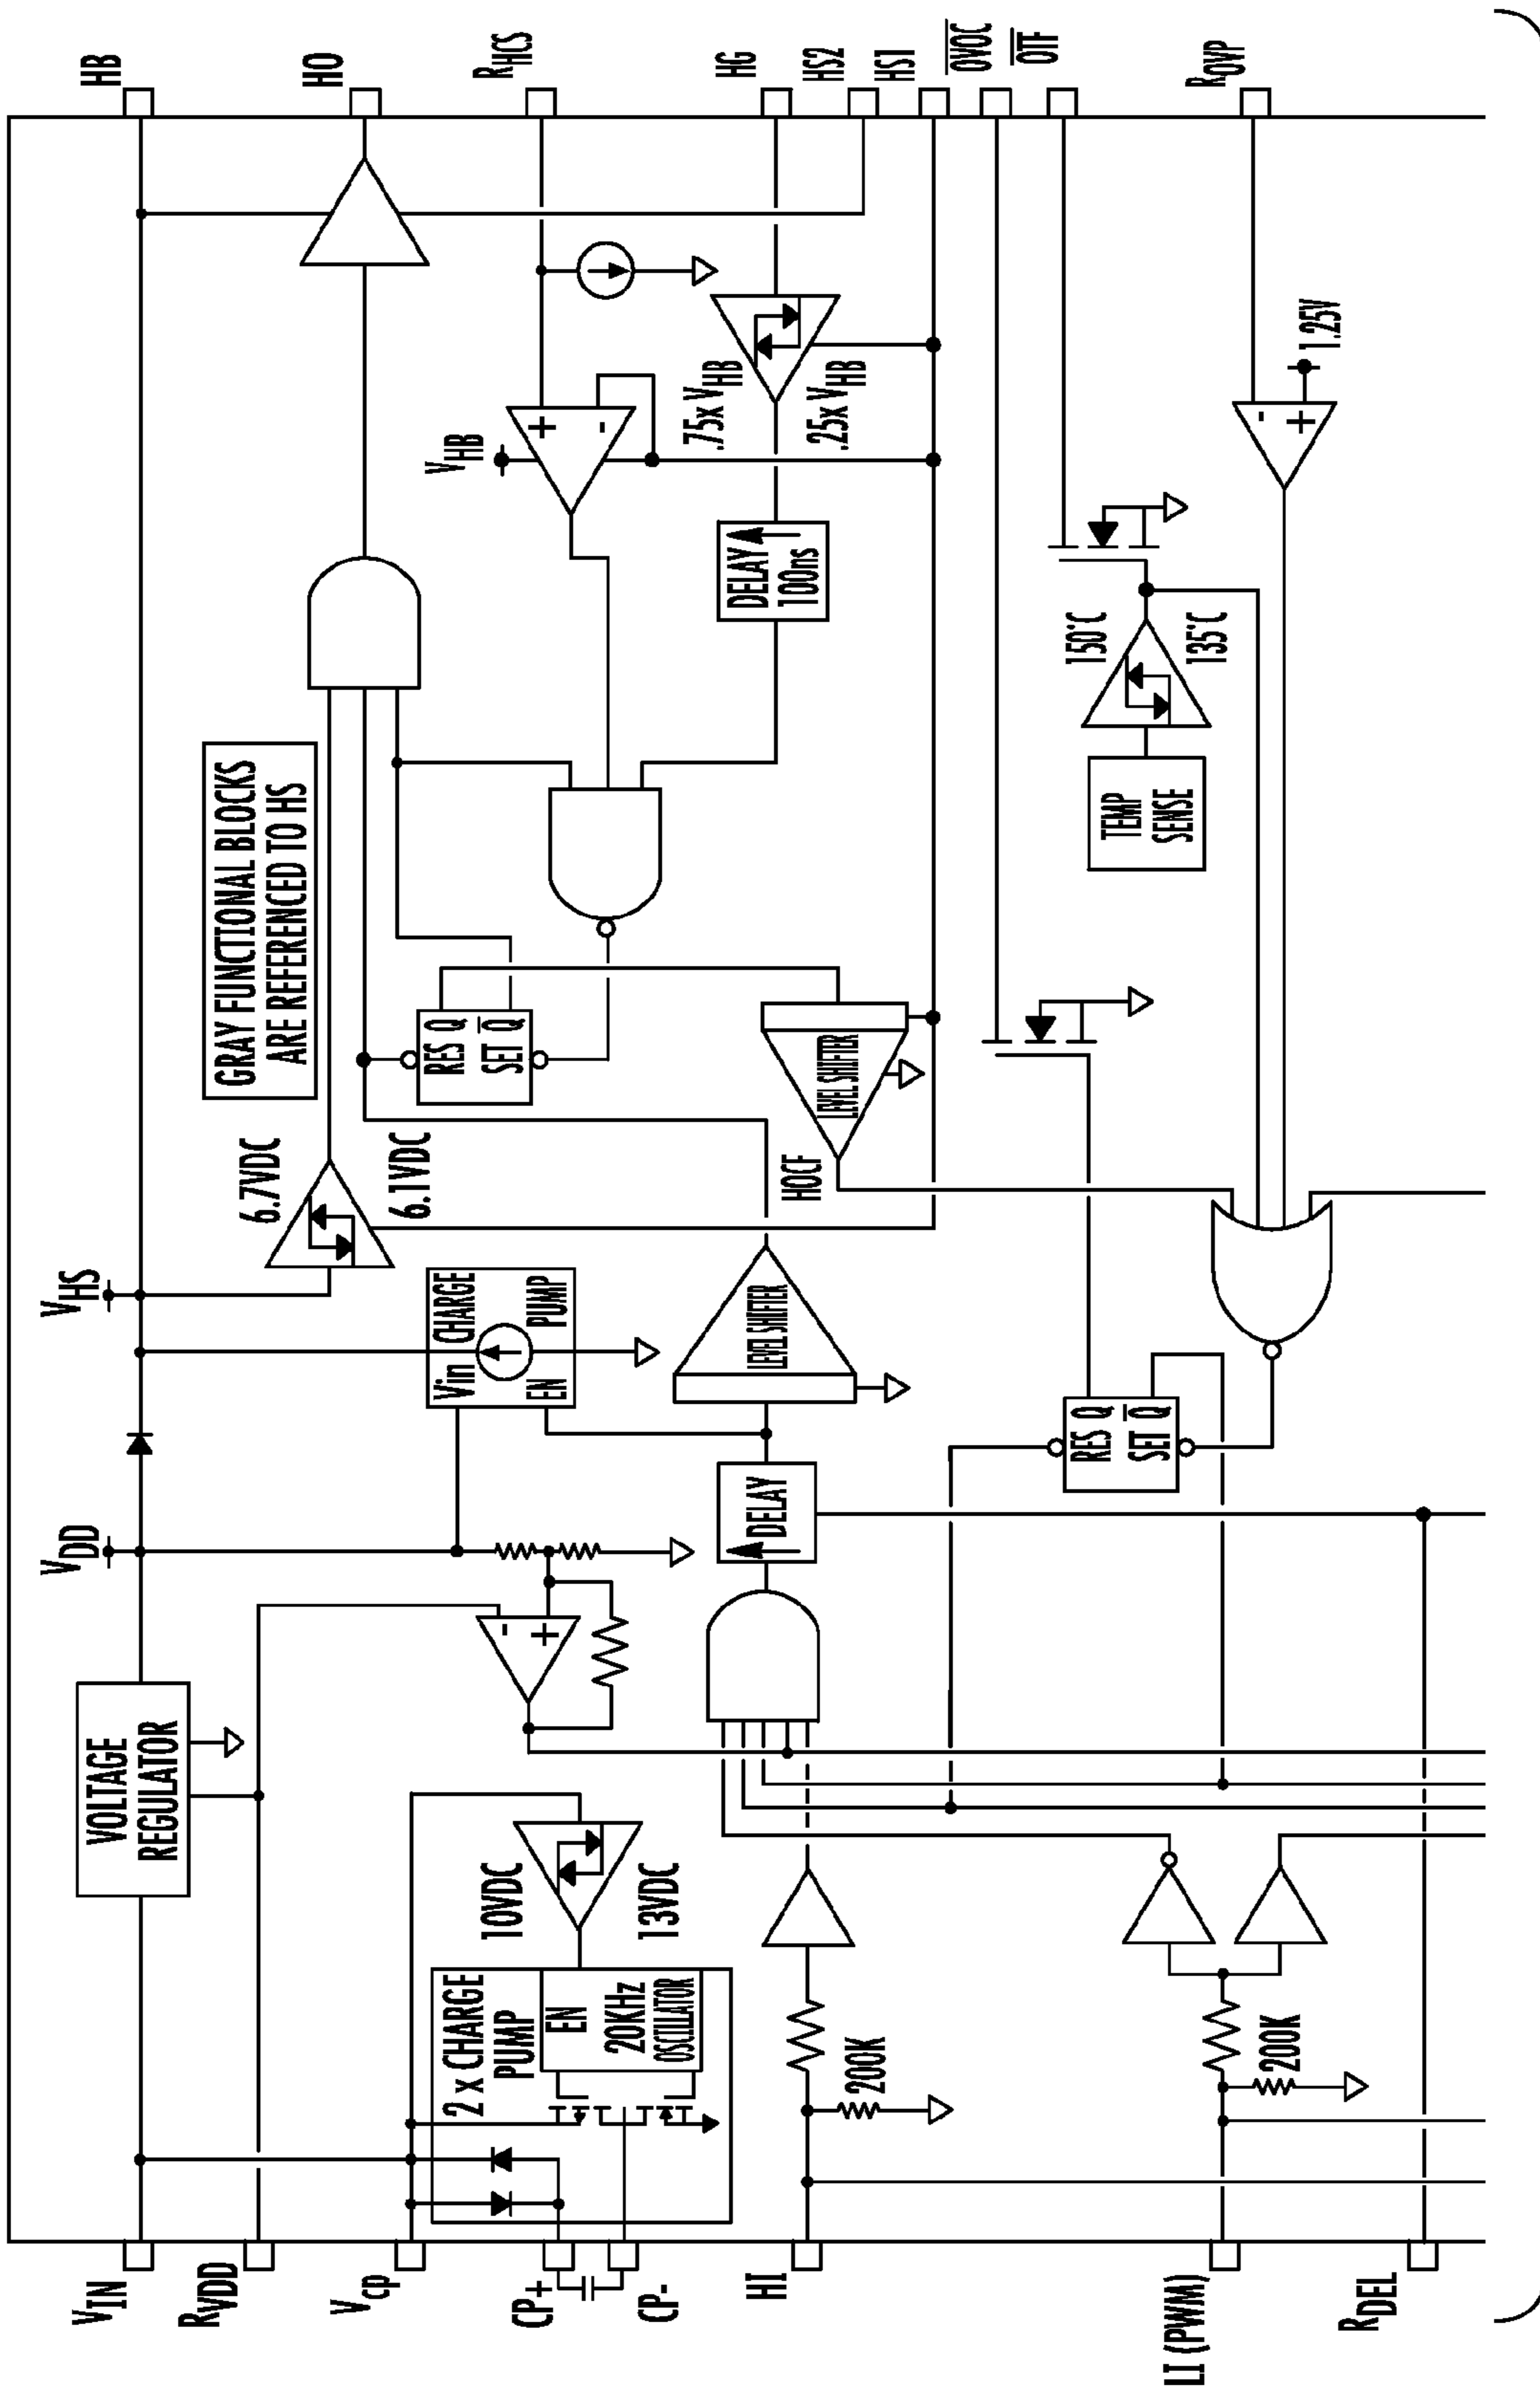 HB
HO
RHCS
HG
HS2
HS1
OVOC
OTF
ROVP
VHS
VDD
VIN
RVDD
Vcp
CP+
CP-
HI
LI (PWM)
RDEL
GRAY FUNCTIONAL BLOCKS
ARE REFERENCED TO HS
6.7VDC
6.1VDC
VHB
+
-
.75x VHB
.25x VHB
DELAY
100ns
RES Q
SET Q
LEVEL SHIFTER
HOCF
150°C
135°C
TEMP
SENSE
1.25V
-
+
CHARGE
PUMP
Vin
EN
LEVEL SHIFTER
DELAY
RES Q
SET Q
VOLTAGE
REGULATOR
-
+
10VDC
13VDC
2 x CHARGE
PUMP
EN
20KHz
OSCILLATOR
200K
200K